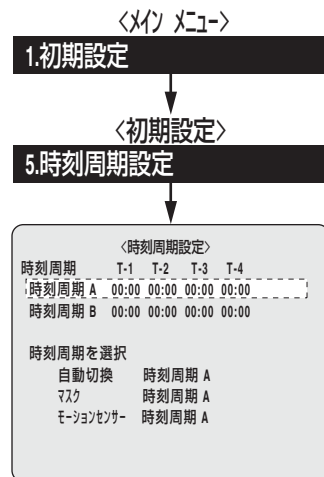 〈ﾒｲﾝ ﾒﾆｭｰ〉
1.初期設定
〈初期設定〉
5.時刻周期設定
〈時刻周期設定〉
時刻周期 T-1 T-2 T-3 T-4
時刻周期 A 00:00 00:00 00:00 00:00
時刻周期 B 00:00 00:00 00:00 00:00
時刻周期を選択
自動切換 時刻周期 A
ﾏｽｸ 時刻周期 A
ﾓｰｼｮﾝｾﾝｻｰ 時刻周期 A